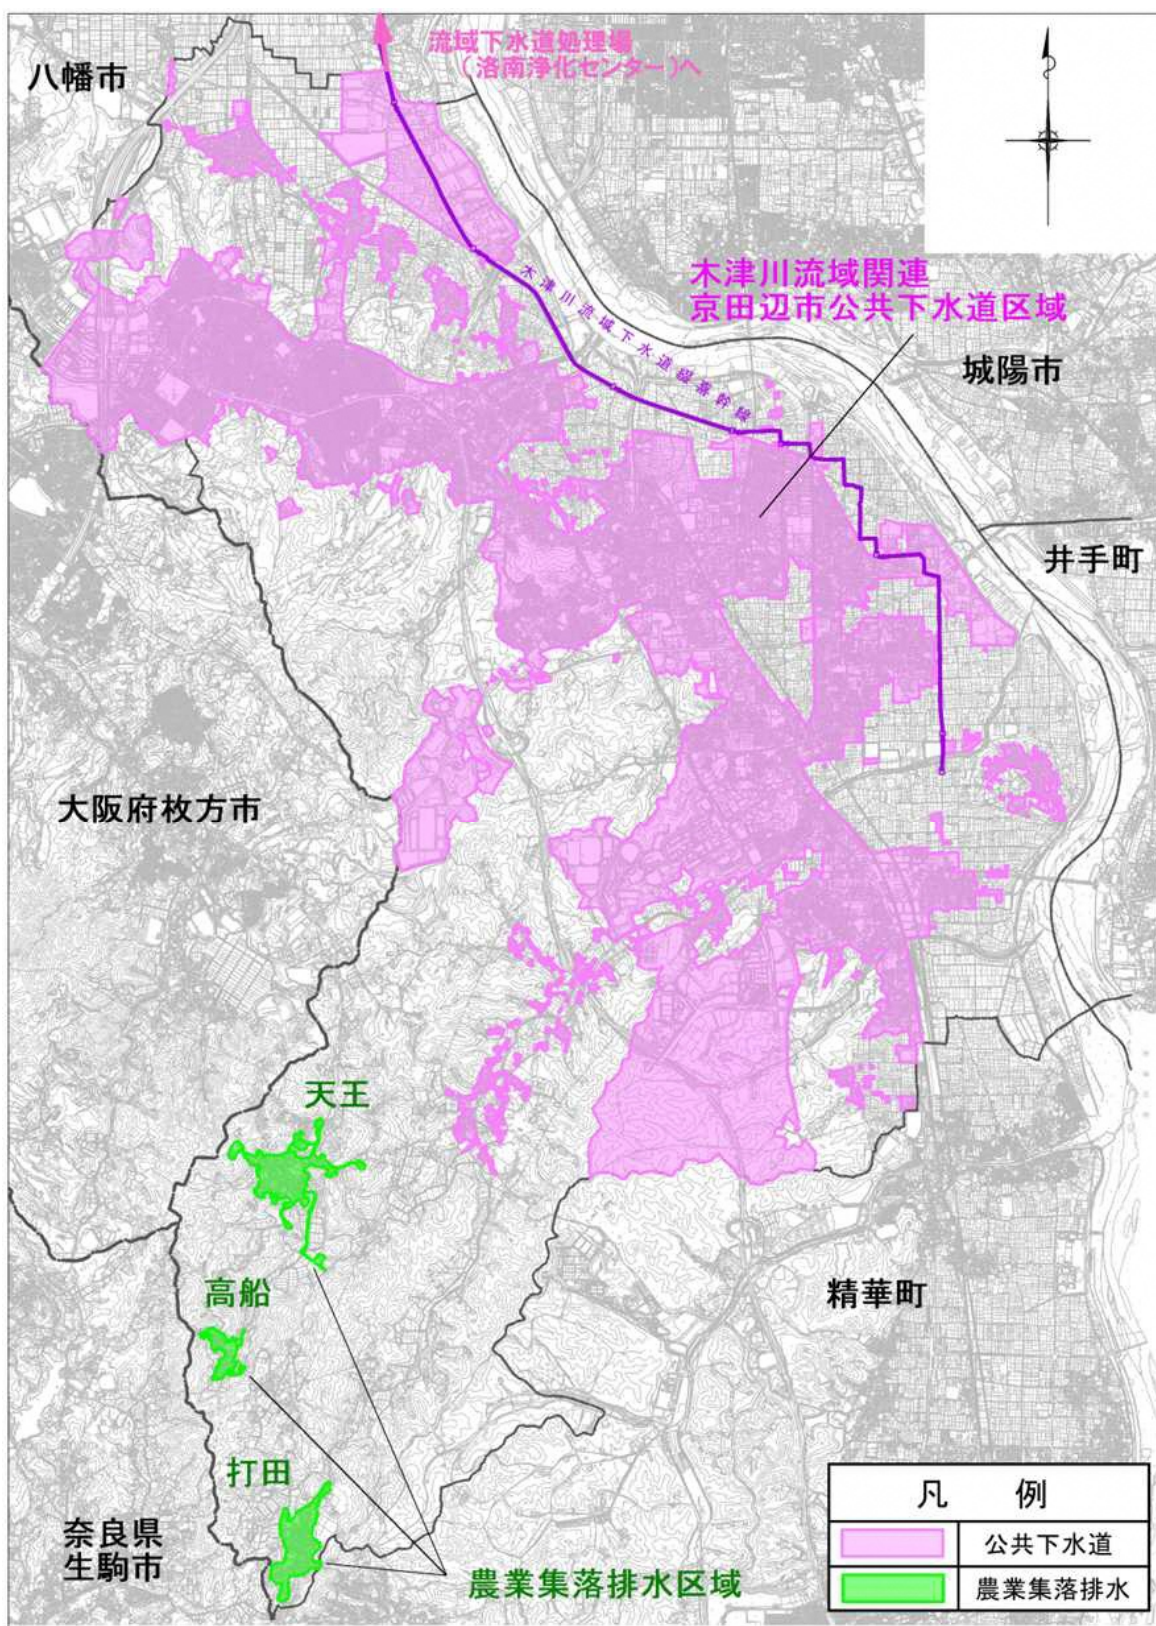 流域下水道処理場
（洛南浄化センター）へ
八幡市
木津川流域関連
京田辺市公共下水道区域
木津川流域下水道綴喜幹線
城陽市
井手町
大阪府枚方市
天王
高船
精華町
打田
奈良県
生駒市
農業集落排水区域
凡　例
公共下水道
農業集落排水